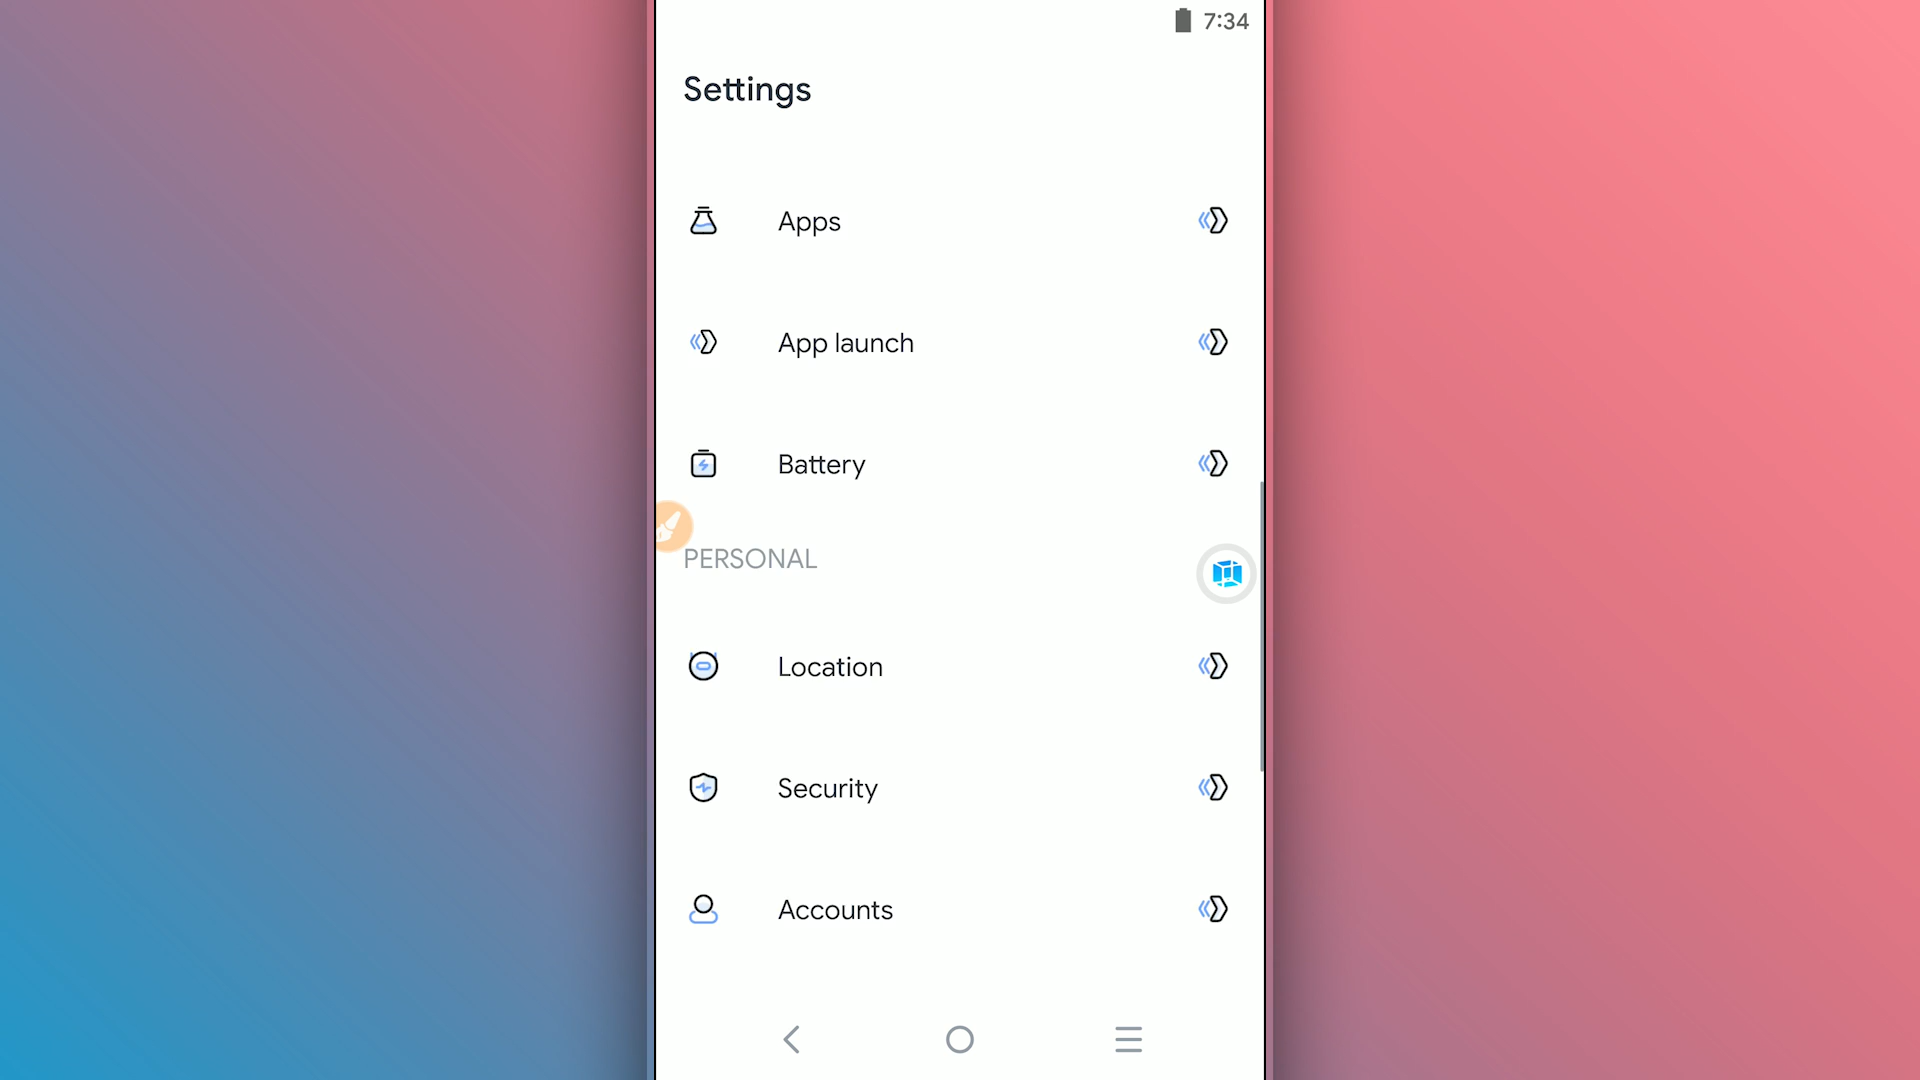 7:34
Settings
Apps
App launch
Battery
PERSONAL
Location
Security
Accounts